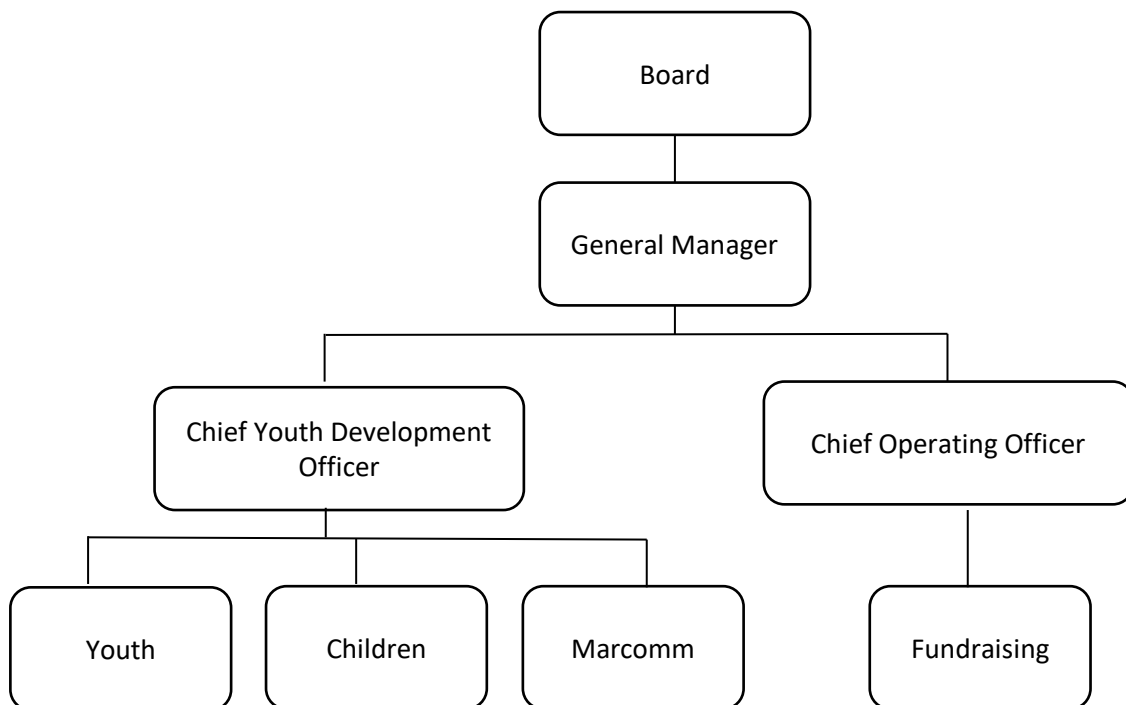 Board
General Manager
Chief Youth Development
Officer
Chief Operating Officer
Youth
Children
Marcomm
Fundraising